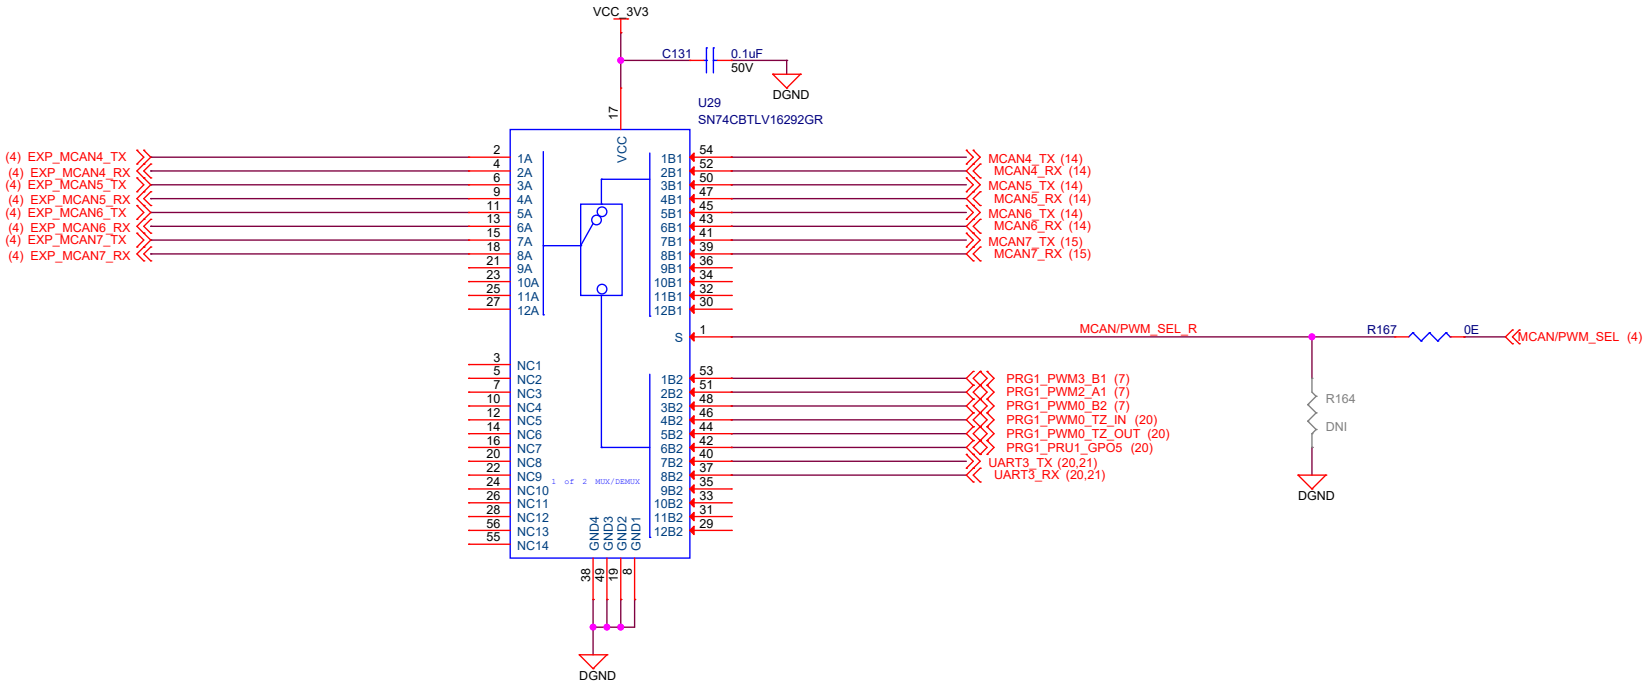 VCC_3V3
C131 0.1uF
50V
DGND
U29
SN74CBTLV16292GR
17
VCC
(4) EXP_MCAN4_TX 2 1A 1B1 54 MCAN4_TX (14)
(4) EXP_MCAN4_RX 4 2A 2B1 52 MCAN4_RX (14)
(4) EXP_MCAN5_TX 6 3A 3B1 50 MCAN5_TX (14)
(4) EXP_MCAN5_RX 9 4A 4B1 47 MCAN5_RX (14)
(4) EXP_MCAN6_TX 11 5A 5B1 45 MCAN6_TX (14)
(4) EXP_MCAN6_RX 13 6A 6B1 43 MCAN6_RX (14)
(4) EXP_MCAN7_TX 15 7A 7B1 41 MCAN7_TX (15)
(4) EXP_MCAN7_RX 18 8A 8B1 39 MCAN7_RX (15)
21 9A 9B1 36
23 10A 10B1 34
25 11A 11B1 32
27 12A 12B1 30
S 1 MCAN/PWM_SEL_R R167 0E MCAN/PWM_SEL (4)
3 NC1
5 NC2 1B2 53 PRG1_PWM3_B1 (7)
7 NC3 2B2 51 PRG1_PWM2_A1 (7)
10 NC4 3B2 48 PRG1_PWM0_B2 (7)
12 NC5 4B2 46 PRG1_PWM0_TZ_IN (20)
14 NC6 5B2 44 PRG1_PWM0_TZ_OUT (20)
16 NC7 6B2 42 PRG1_PRU1_GPO5 (20)
20 NC8 7B2 40 UART3_TX (20,21)
22 NC9 8B2 37 UART3_RX (20,21)
24 NC10 1 of 2 MUX/DEMUX 9B2 35
26 NC11 10B2 33
28 NC12 11B2 31
56 NC13 12B2 29
55 NC14
R164
DNI
DGND
GND4 GND3 GND2 GND1
38 49 19 8
DGND